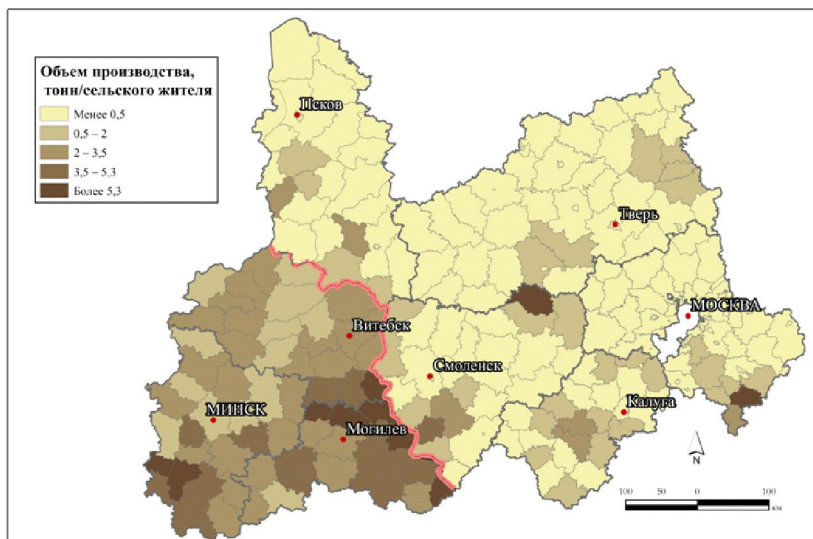 Объем производства,
тонн/сельского жителя
Менее 0,5
0,5 – 2
2 – 3,5
3,5 – 5,3
Более 5,3
Псков
Тверь
МОСКВА
Витебск
Смоленск
Калуга
МИНСК
Могилев
N
100 50 0 100
км